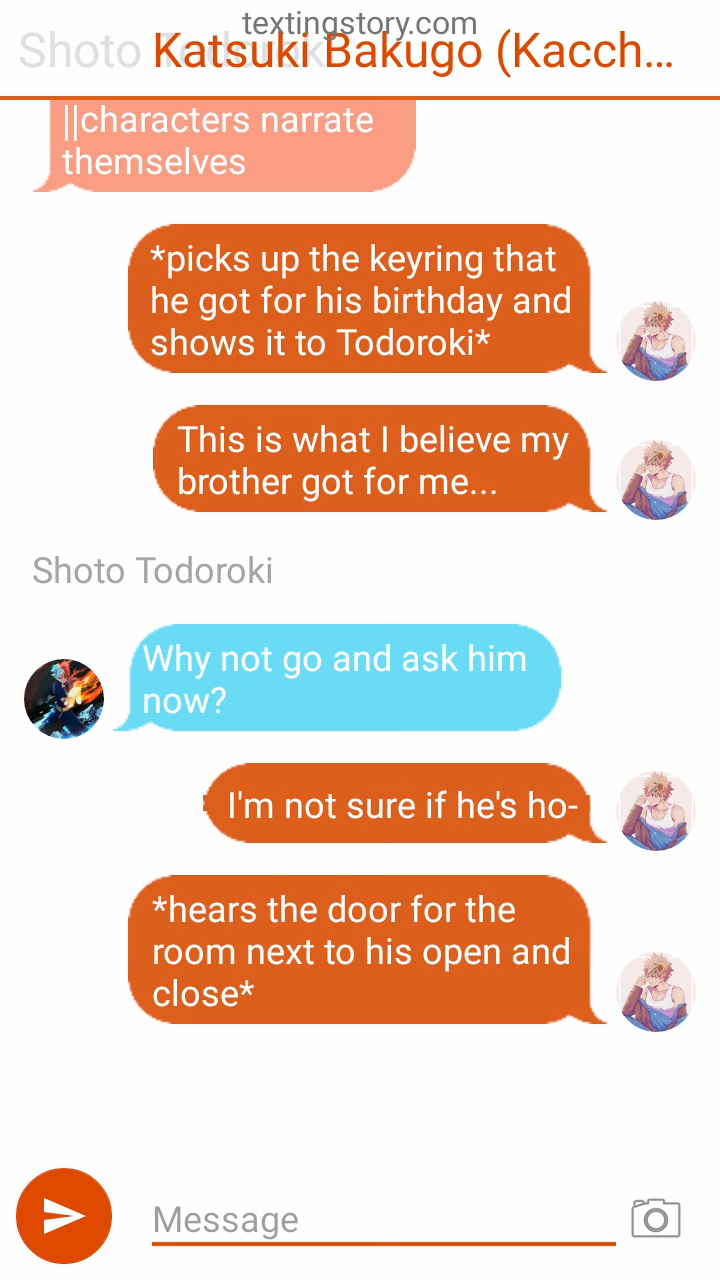 textingstory.com
Shoto Todorok
Katsuki Bakugo (Kacch...
||characters narrate
themselves
*picks up the keyring that
he got for his birthday and
shows it to Todoroki*
This is what I believe my
brother got for me...
Shoto Todoroki
Why not go and ask him
now?
I'm not sure if he's ho-
*hears the door for the
room next to his open and
close*
Message